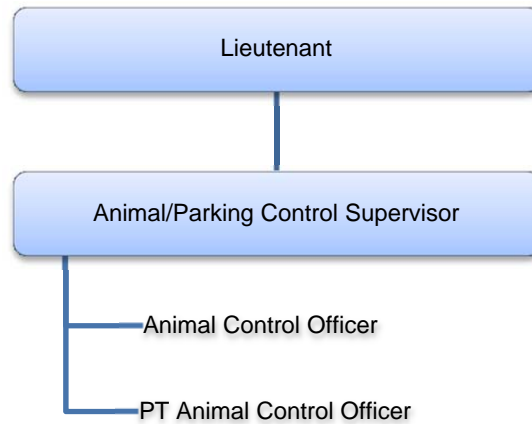 Lieutenant
Animal/Parking Control Supervisor
Animal Control Officer
PT Animal Control Officer